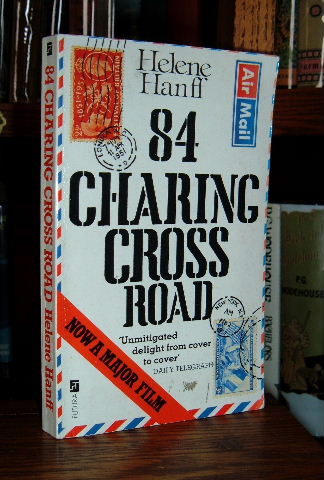 84 CHARING CROSS ROAD Helene Hanff
FUTURA
Helene
Hanff
Air Mail
84
CHARING
CROSS
ROAD
NOW A MAJOR FILM
'Unmitigated
delight from cover
to cover'
DAILY TELEGRAPH
P.G.
WODEHOUSE